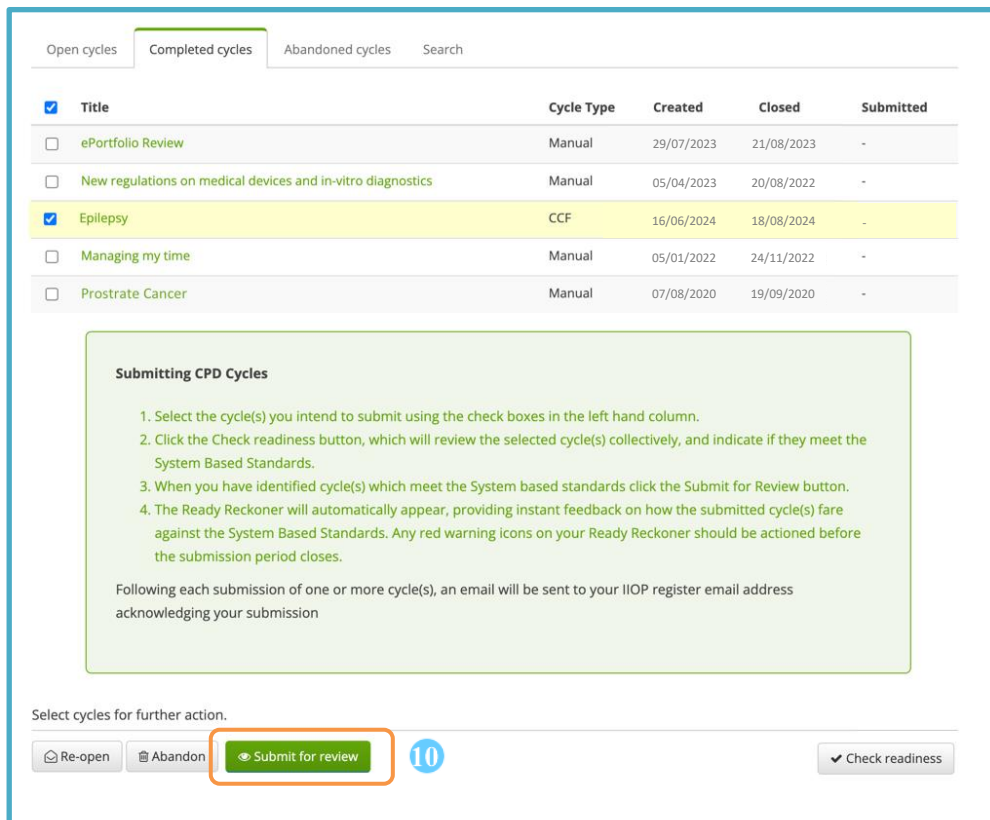 Open cycles Completed cycles Abandoned cycles Search
Title Cycle Type Created Closed Submitted
ePortfolio Review Manual 29/07/2023 21/08/2023 -
New regulations on medical devices and in-vitro diagnostics Manual 05/04/2023 20/08/2022 -
Epilepsy CCF 16/06/2024 18/08/2024 -
Managing my time Manual 05/01/2022 24/11/2022 -
Prostrate Cancer Manual 07/08/2020 19/09/2020 -
Submitting CPD Cycles
1. Select the cycle(s) you intend to submit using the check boxes in the left hand column.
2. Click the Check readiness button, which will review the selected cycle(s) collectively, and indicate if they meet the
System Based Standards.
3. When you have identified cycle(s) which meet the System based standards click the Submit for Review button.
4. The Ready Reckoner will automatically appear, providing instant feedback on how the submitted cycle(s) fare
against the System Based Standards. Any red warning icons on your Ready Reckoner should be actioned before
the submission period closes.
Following each submission of one or more cycle(s), an email will be sent to your IIOP register email address
acknowledging your submission
Select cycles for further action.
Re-open Abandon Submit for review 10 Check readiness